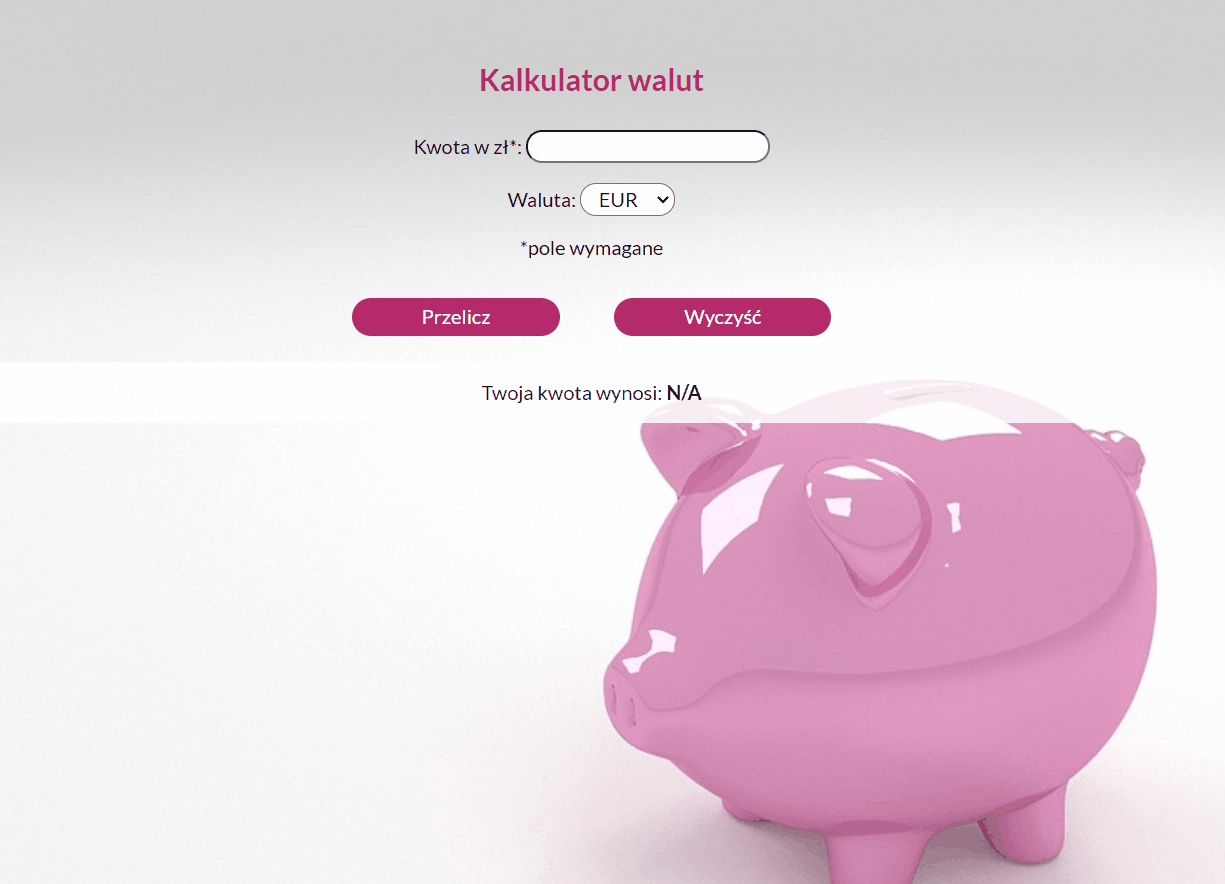 Kalkulator walut
Kwota w zł*:
Waluta: EUR
*pole wymagane
Przelicz Wyczyść
Twoja kwota wynosi: N/A